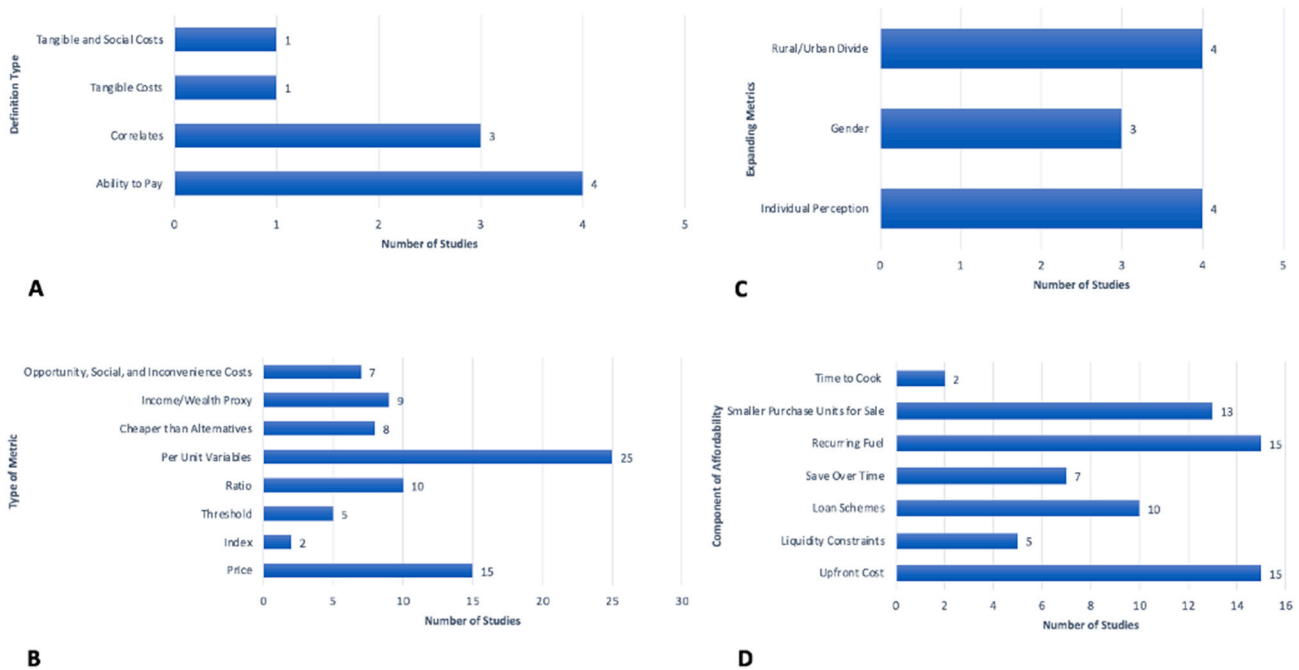 Definition Type
Tangible and Social Costs
1
Tangible Costs
1
Correlates
3
Ability to Pay
4
0 1 2 3 4 5
Number of Studies
A
Expanding Metrics
Rural/Urban Divide
4
Gender
3
Individual Perception
4
0 1 2 3 4 5
Number of Studies
C
Type of Metric
Opportunity, Social, and Inconvenience Costs
7
Income/Wealth Proxy
9
Cheaper than Alternatives
8
Per Unit Variables
25
Ratio
10
Threshold
5
Index
2
Price
15
0 5 10 15 20 25 30
Number of Studies
B
Component of Affordability
Time to Cook
2
Smaller Purchase Units for Sale
13
Recurring Fuel
15
Save Over Time
7
Loan Schemes
10
Liquidity Constraints
5
Upfront Cost
15
0 2 4 6 8 10 12 14 16
Number of Studies
D